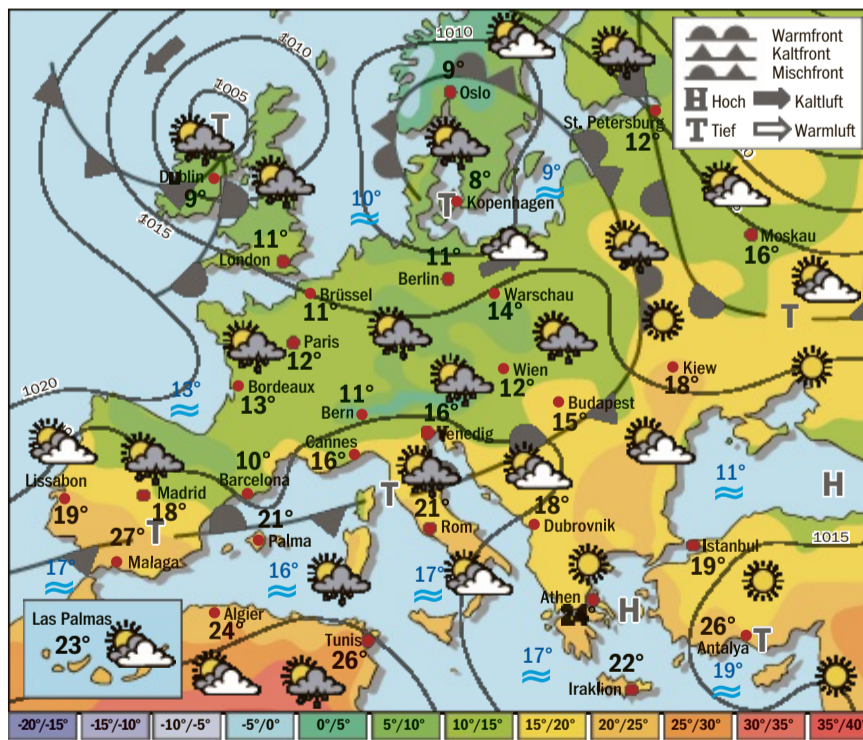 1010
1010
1005
1015
1020
1015
Warmfront
Kaltfront
Mischfront
H Hoch
Kaltluft
T Tief
Warmluft
T
9°
Oslo
St. Petersburg
12°
Dublin
9°
8°
T Kopenhagen
10°
9°
11°
London
11°
Berlin
Moskau
16°
Brüssel
11°
Warschau
14°
T
Paris
12°
Wien
12°
Kiew
18°
13°
Bordeaux
13°
11°
Bern
Budapest
15°
16°
Venedig
Cannes
16°
10°
Barcelona
Lissabon
19°
Madrid
18°
T
T
11°
H
21°
Palma
21°
Rom
18°
Dubrovnik
27°
Malaga
17°
16°
17°
Istanbul
19°
Athen
24°
H
Las Palmas
23°
Algier
24°
Tunis
26°
26°
Antalya
T
17°
22°
Iraklion
19°
-20°/-15°
-15°/-10°
-10°/-5°
-5°/0°
0°/5°
5°/10°
10°/15°
15°/20°
20°/25°
25°/30°
30°/35°
35°/40°